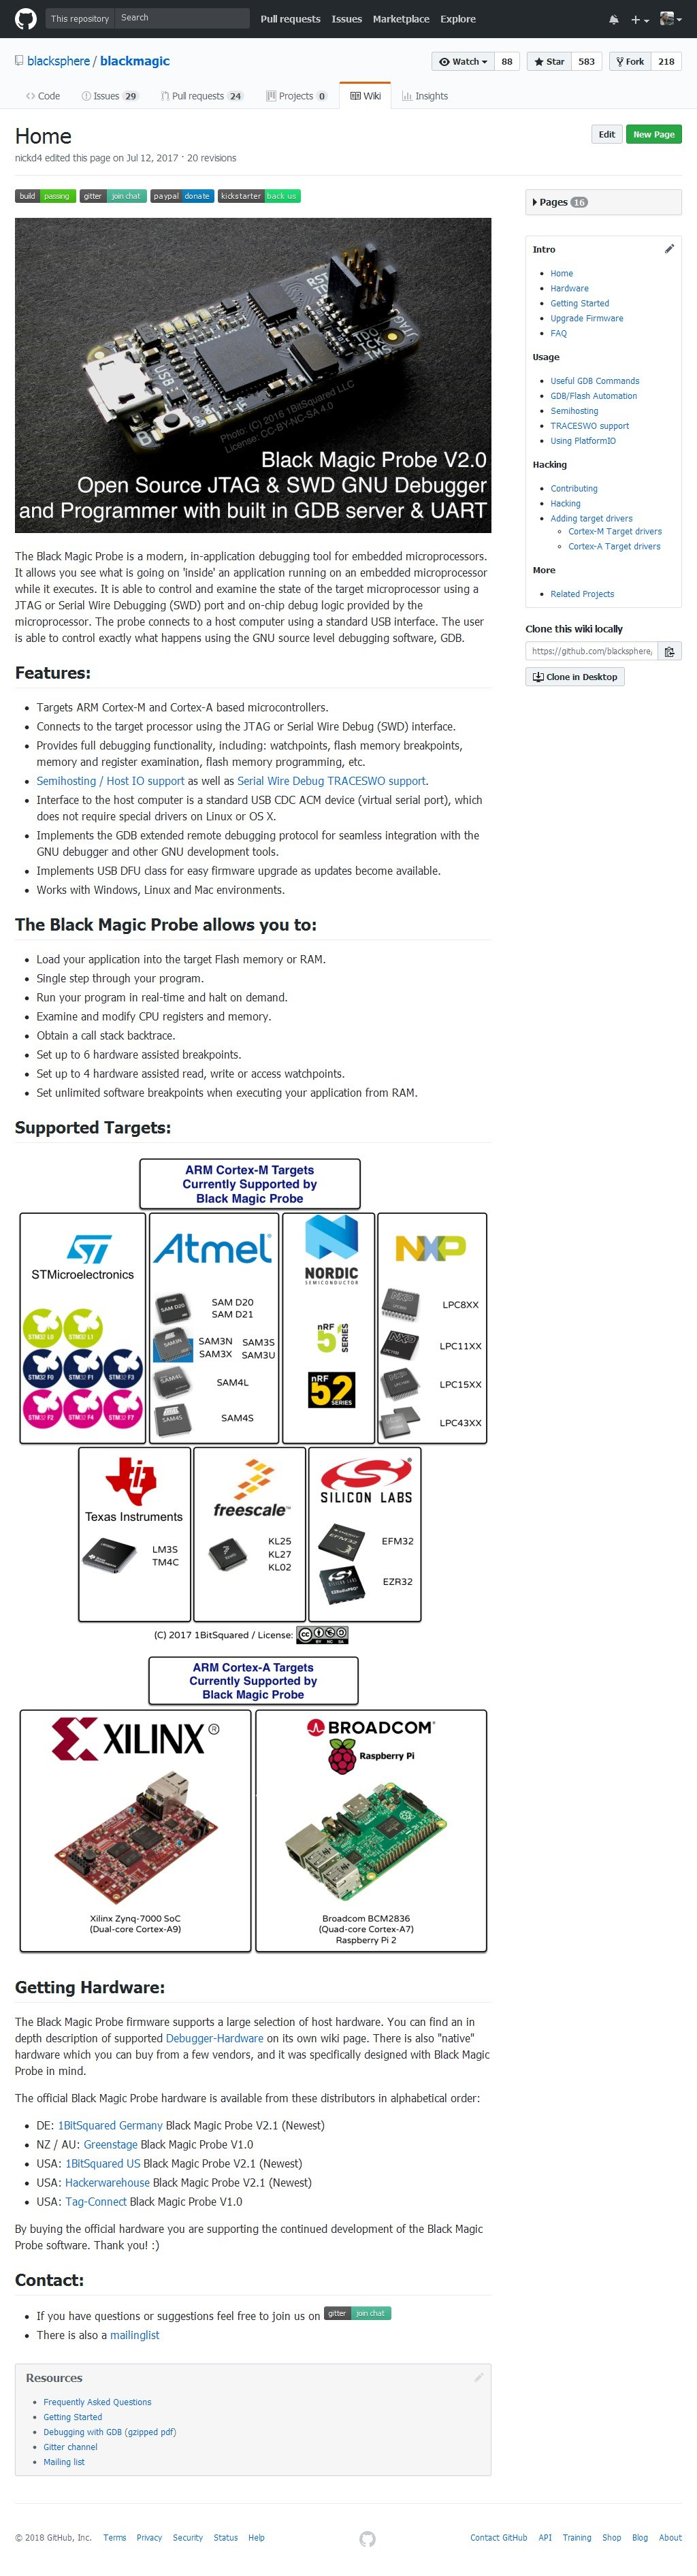 This repository Search Pull requests Issues Marketplace Explore
blacksphere / blackmagic
Watch 88 Star 583 Fork 218
Code Issues 29 Pull requests 24 Projects 0 Wiki Insights
Home
Edit New Page
nickd4 edited this page on Jul 12, 2017 · 20 revisions
build passing gitter join chat paypal donate kickstarter back us
Photo: (C) 2016 1BitSquared LLC
License: CC-BY-NC-SA 4.0
Black Magic Probe V2.0
Open Source JTAG & SWD GNU Debugger
and Programmer with built in GDB server & UART
The Black Magic Probe is a modern, in-application debugging tool for embedded microprocessors.
It allows you see what is going on 'inside' an application running on an embedded microprocessor
while it executes. It is able to control and examine the state of the target microprocessor using a
JTAG or Serial Wire Debugging (SWD) port and on-chip debug logic provided by the
microprocessor. The probe connects to a host computer using a standard USB interface. The user
is able to control exactly what happens using the GNU source level debugging software, GDB.
Features:
Targets ARM Cortex-M and Cortex-A based microcontrollers.
Connects to the target processor using the JTAG or Serial Wire Debug (SWD) interface.
Provides full debugging functionality, including: watchpoints, flash memory breakpoints,
memory and register examination, flash memory programming, etc.
Semihosting / Host IO support as well as Serial Wire Debug TRACESWO support.
Interface to the host computer is a standard USB CDC ACM device (virtual serial port), which
does not require special drivers on Linux or OS X.
Implements the GDB extended remote debugging protocol for seamless integration with the
GNU debugger and other GNU development tools.
Implements USB DFU class for easy firmware upgrade as updates become available.
Works with Windows, Linux and Mac environments.
The Black Magic Probe allows you to:
Load your application into the target Flash memory or RAM.
Single step through your program.
Run your program in real-time and halt on demand.
Examine and modify CPU registers and memory.
Obtain a call stack backtrace.
Set up to 6 hardware assisted breakpoints.
Set up to 4 hardware assisted read, write or access watchpoints.
Set unlimited software breakpoints when executing your application from RAM.
Supported Targets:
ARM Cortex-M Targets
Currently Supported by
Black Magic Probe
ST
STMicroelectronics
STM32 L0 STM32 L1
STM32 F0 STM32 F1 STM32 F3
STM32 F2 STM32 F4 STM32 F7
Atmel
SAM D20
SAM D21
SAM3N SAM3S
SAM3X SAM3U
SAM4L
SAM4S
NORDIC
SEMICONDUCTOR
nRF 51 SERIES
nRF 52 SERIES
NXP
LPC8XX
LPC11XX
LPC15XX
LPC43XX
Texas Instruments
LM3S
TM4C
freescale
KL25
KL27
KL02
SILICON LABS
EFM32
EZR32
(C) 2017 1BitSquared / License: CC BY NC SA
ARM Cortex-A Targets
Currently Supported by
Black Magic Probe
XILINX
Xilinx Zynq-7000 SoC
(Dual-core Cortex-A9)
BROADCOM
Raspberry Pi
Broadcom BCM2836
(Quad-core Cortex-A7)
Raspberry Pi 2
Getting Hardware:
The Black Magic Probe firmware supports a large selection of host hardware. You can find an in
depth description of supported Debugger-Hardware on its own wiki page. There is also "native"
hardware which you can buy from a few vendors, and it was specifically designed with Black Magic
Probe in mind.
The official Black Magic Probe hardware is available from these distributors in alphabetical order:
DE: 1BitSquared Germany Black Magic Probe V2.1 (Newest)
NZ / AU: Greenstage Black Magic Probe V1.0
USA: 1BitSquared US Black Magic Probe V2.1 (Newest)
USA: Hackerwarehouse Black Magic Probe V2.1 (Newest)
USA: Tag-Connect Black Magic Probe V1.0
By buying the official hardware you are supporting the continued development of the Black Magic
Probe software. Thank you! :)
Contact:
If you have questions or suggestions feel free to join us on gitter join chat
There is also a mailinglist
Resources
Frequently Asked Questions
Getting Started
Debugging with GDB (gzipped pdf)
Gitter channel
Mailing list
Pages 16
Intro
Home
Hardware
Getting Started
Upgrade Firmware
FAQ
Usage
Useful GDB Commands
GDB/Flash Automation
Semihosting
TRACESWO support
Using PlatformIO
Hacking
Contributing
Hacking
Adding target drivers
Cortex-M Target drivers
Cortex-A Target drivers
More
Related Projects
Clone this wiki locally
https://github.com/blacksphere/
Clone in Desktop
© 2018 GitHub, Inc. Terms Privacy Security Status Help
Contact GitHub API Training Shop Blog About